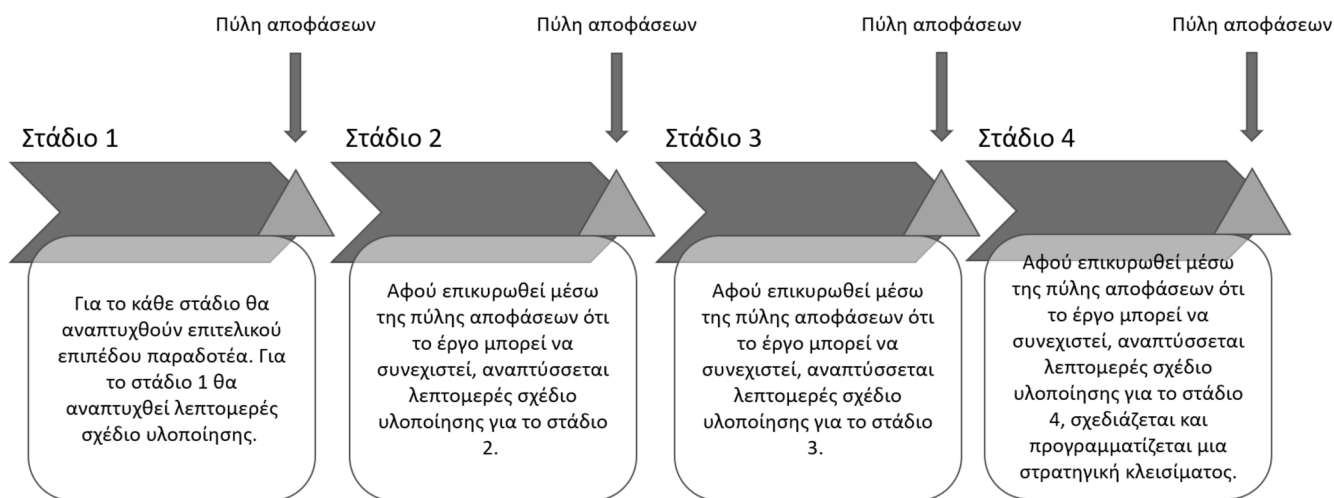 Πύλη αποφάσεων
Πύλη αποφάσεων
Πύλη αποφάσεων
Πύλη αποφάσεων
Στάδιο 1
Στάδιο 2
Στάδιο 3
Στάδιο 4
Για το κάθε στάδιο θα
αναπτυχθούν επιτελικού
επιπέδου παραδοτέα. Για
το στάδιο 1 θα
αναπτυχθεί λεπτομερές
σχέδιο υλοποίησης.
Αφού επικυρωθεί μέσω
της πύλης αποφάσεων ότι
το έργο μπορεί να
συνεχιστεί, αναπτύσσεται
λεπτομερές σχέδιο
υλοποίησης για το στάδιο
2.
Αφού επικυρωθεί μέσω
της πύλης αποφάσεων ότι
το έργο μπορεί να
συνεχιστεί, αναπτύσσεται
λεπτομερές σχέδιο
υλοποίησης για το στάδιο
3.
Αφού επικυρωθεί μέσω
της πύλης αποφάσεων ότι
το έργο μπορεί να
συνεχιστεί, αναπτύσσεται
λεπτομερές σχέδιο
υλοποίησης για το στάδιο
4, σχεδιάζεται και
προγραμματίζεται μια
στρατηγική κλεισίματος.